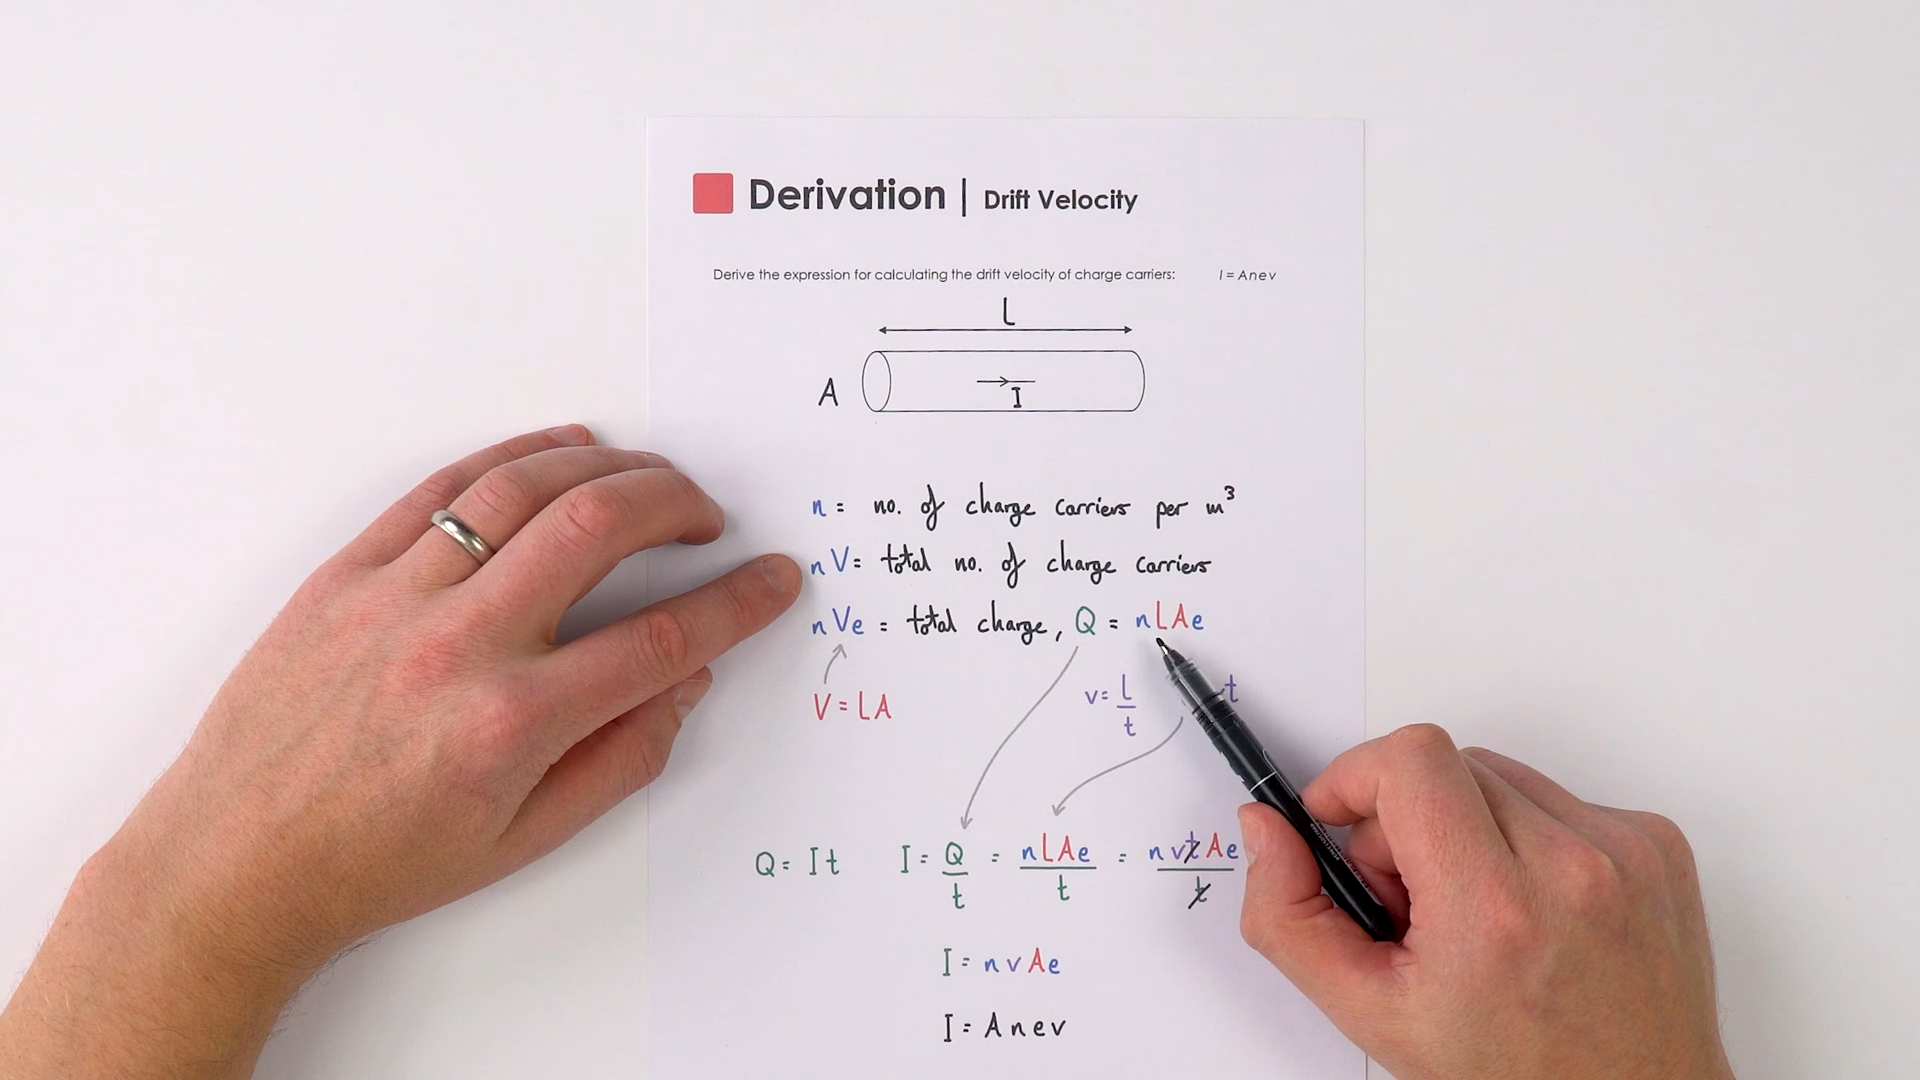 Derivation | Drift Velocity
Derive the expression for calculating the drift velocity of charge carriers: I = Anev
L
A
I
n = no. of charge carriers per m³
nV = total no. of charge carriers
nVe = total charge, Q = nLAe
V = LA
v = L/t
t
Q = It I = Q/t = nLAe/t = nvtAe/t
I = nvAe
I = Anev